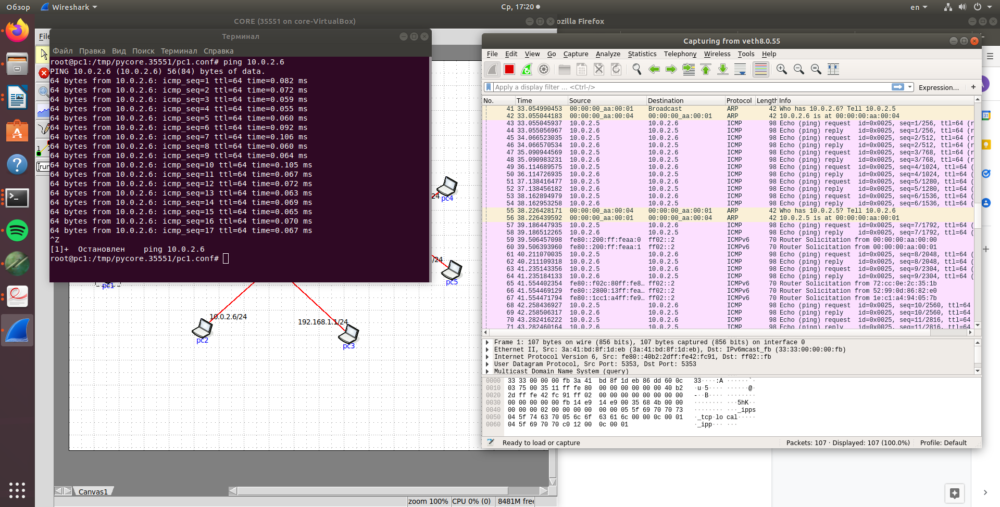 Обзор
Wireshark
Ср, 17:20
en
CORE (35551 on core-VirtualBox)
ozilla Firefox
File
Терминал
Файл Правка Вид Поиск Терминал Справка
root@pc1:/tmp/pycore.35551/pc1.conf# ping 10.0.2.6
PING 10.0.2.6 (10.0.2.6) 56(84) bytes of data.
64 bytes from 10.0.2.6: icmp_seq=1 ttl=64 time=0.082 ms
64 bytes from 10.0.2.6: icmp_seq=2 ttl=64 time=0.072 ms
64 bytes from 10.0.2.6: icmp_seq=3 ttl=64 time=0.059 ms
64 bytes from 10.0.2.6: icmp_seq=4 ttl=64 time=0.055 ms
64 bytes from 10.0.2.6: icmp_seq=5 ttl=64 time=0.060 ms
64 bytes from 10.0.2.6: icmp_seq=6 ttl=64 time=0.092 ms
64 bytes from 10.0.2.6: icmp_seq=7 ttl=64 time=0.106 ms
64 bytes from 10.0.2.6: icmp_seq=8 ttl=64 time=0.060 ms
64 bytes from 10.0.2.6: icmp_seq=9 ttl=64 time=0.064 ms
64 bytes from 10.0.2.6: icmp_seq=10 ttl=64 time=0.105 ms
64 bytes from 10.0.2.6: icmp_seq=11 ttl=64 time=0.067 ms
64 bytes from 10.0.2.6: icmp_seq=12 ttl=64 time=0.072 ms
64 bytes from 10.0.2.6: icmp_seq=13 ttl=64 time=0.063 ms
64 bytes from 10.0.2.6: icmp_seq=14 ttl=64 time=0.069 ms
64 bytes from 10.0.2.6: icmp_seq=15 ttl=64 time=0.065 ms
64 bytes from 10.0.2.6: icmp_seq=16 ttl=64 time=0.070 ms
64 bytes from 10.0.2.6: icmp_seq=17 ttl=64 time=0.067 ms
^Z
[1]+  Остановлен    ping 10.0.2.6
root@pc1:/tmp/pycore.35551/pc1.conf#
run
24
pc4
/24
pc5
pc1
10.0.2.6/24
pc2
192.168.1.1/24
pc3
Canvas1
zoom 100% CPU 0% (0) 8481M free
Capturing from veth8.0.55
File Edit View Go Capture Analyze Statistics Telephony Wireless Tools Help
Apply a display filter ... <Ctrl-/>
Expression... +
No. Time Source Destination Protocol Length Info
41 33.054990453 00:00:00_aa:00:01 Broadcast ARP 42 Who has 10.0.2.6? Tell 10.0.2.5
42 33.055044183 00:00:00_aa:00:04 00:00:00_aa:00:01 ARP 42 10.0.2.6 is at 00:00:00:aa:00:04
43 33.055045937 10.0.2.5 10.0.2.6 ICMP 98 Echo (ping) request id=0x0025, seq=1/256, ttl=64 (r
44 33.055056967 10.0.2.6 10.0.2.5 ICMP 98 Echo (ping) reply id=0x0025, seq=1/256, ttl=64 (r
45 34.066523035 10.0.2.5 10.0.2.6 ICMP 98 Echo (ping) request id=0x0025, seq=2/512, ttl=64 (r
46 34.066570534 10.0.2.6 10.0.2.5 ICMP 98 Echo (ping) reply id=0x0025, seq=2/512, ttl=64 (r
47 35.090944569 10.0.2.5 10.0.2.6 ICMP 98 Echo (ping) request id=0x0025, seq=3/768, ttl=64 (r
48 35.090983231 10.0.2.6 10.0.2.5 ICMP 98 Echo (ping) reply id=0x0025, seq=3/768, ttl=64 (r
49 36.114689575 10.0.2.5 10.0.2.6 ICMP 98 Echo (ping) request id=0x0025, seq=4/1024, ttl=64 (
50 36.114726935 10.0.2.6 10.0.2.5 ICMP 98 Echo (ping) reply id=0x0025, seq=4/1024, ttl=64 (
51 37.138416477 10.0.2.5 10.0.2.6 ICMP 98 Echo (ping) request id=0x0025, seq=5/1280, ttl=64 (
52 37.138456182 10.0.2.6 10.0.2.5 ICMP 98 Echo (ping) reply id=0x0025, seq=5/1280, ttl=64 (
53 38.162894979 10.0.2.5 10.0.2.6 ICMP 98 Echo (ping) request id=0x0025, seq=6/1536, ttl=64 (
54 38.162953258 10.0.2.6 10.0.2.5 ICMP 98 Echo (ping) reply id=0x0025, seq=6/1536, ttl=64 (
55 38.226428171 00:00:00_aa:00:04 00:00:00_aa:00:01 ARP 42 Who has 10.0.2.5? Tell 10.0.2.6
56 38.226439592 00:00:00_aa:00:01 00:00:00_aa:00:04 ARP 42 10.0.2.5 is at 00:00:00:aa:00:01
57 39.186447935 10.0.2.5 10.0.2.6 ICMP 98 Echo (ping) request id=0x0025, seq=7/1792, ttl=64 (
58 39.186512265 10.0.2.6 10.0.2.5 ICMP 98 Echo (ping) reply id=0x0025, seq=7/1792, ttl=64 (
59 39.506457098 fe80::200:ff:feaa:0 ff02::2 ICMPv6 70 Router Solicitation from 00:00:00:aa:00:00
60 39.506393960 fe80::200:ff:feaa:1 ff02::2 ICMPv6 70 Router Solicitation from 00:00:00:aa:00:01
61 40.211070035 10.0.2.5 10.0.2.6 ICMP 98 Echo (ping) request id=0x0025, seq=8/2048, ttl=64 (
62 40.211109318 10.0.2.6 10.0.2.5 ICMP 98 Echo (ping) reply id=0x0025, seq=8/2048, ttl=64 (
63 41.235143356 10.0.2.5 10.0.2.6 ICMP 98 Echo (ping) request id=0x0025, seq=9/2304, ttl=64 (
64 41.235184133 10.0.2.6 10.0.2.5 ICMP 98 Echo (ping) reply id=0x0025, seq=9/2304, ttl=64 (
65 41.554402354 fe80::f02c:80ff:fe8… ff02::2 ICMPv6 70 Router Solicitation from 72:cc:0e:2c:35:1b
66 41.554469129 fe80::2800:13ff:fea… ff02::2 ICMPv6 70 Router Solicitation from 52:99:0d:86:82:e0
67 41.554471794 fe80::1cc1:a4ff:fe9… ff02::2 ICMPv6 70 Router Solicitation from 1e:c1:a4:94:05:7b
68 42.258436927 10.0.2.5 10.0.2.6 ICMP 98 Echo (ping) request id=0x0025, seq=10/2560, ttl=64
69 42.258506317 10.0.2.6 10.0.2.5 ICMP 98 Echo (ping) reply id=0x0025, seq=10/2560, ttl=64
70 43.282416222 10.0.2.5 10.0.2.6 ICMP 98 Echo (ping) request id=0x0025, seq=11/2816, ttl=64
71 43.282460164 10.0.2.6 10.0.2.5 ICMP 98 Echo (ping) reply id=0x0025, seq=11/2816, ttl=64
Frame 1: 107 bytes on wire (856 bits), 107 bytes captured (856 bits) on interface 0
Ethernet II, Src: 3a:41:bd:8f:1d:eb (3a:41:bd:8f:1d:eb), Dst: IPv6mcast_fb (33:33:00:00:00:fb)
Internet Protocol Version 6, Src: fe80::40b2:2dff:fe42:fc91, Dst: ff02::fb
User Datagram Protocol, Src Port: 5353, Dst Port: 5353
Multicast Domain Name System (query)
0000 33 33 00 00 00 fb 3a 41 bd 8f 1d eb 86 dd 60 0c 33····:A ······`·
0010 03 75 00 35 11 ff fe 80 00 00 00 00 00 00 40 b2 ·u·5···· ······@·
0020 2d ff fe 42 fc 91 ff 02 00 00 00 00 00 00 00 00 -··B···· ········
0030 00 00 00 00 00 fb 14 e9 14 e9 00 35 68 4b 00 00 ········ ···5hK··
0040 00 00 00 02 00 00 00 00 00 00 05 5f 69 70 70 73 ········ ···_ipps
0050 04 5f 74 63 70 05 6c 6f 63 61 6c 00 00 0c 00 01 ·_tcp·lo cal·····
0060 04 5f 69 70 70 c0 12 00 0c 00 01 ·_ipp··· ···
Ready to load or capture
Packets: 107 · Displayed: 107 (100.0%)
Profile: Default
31